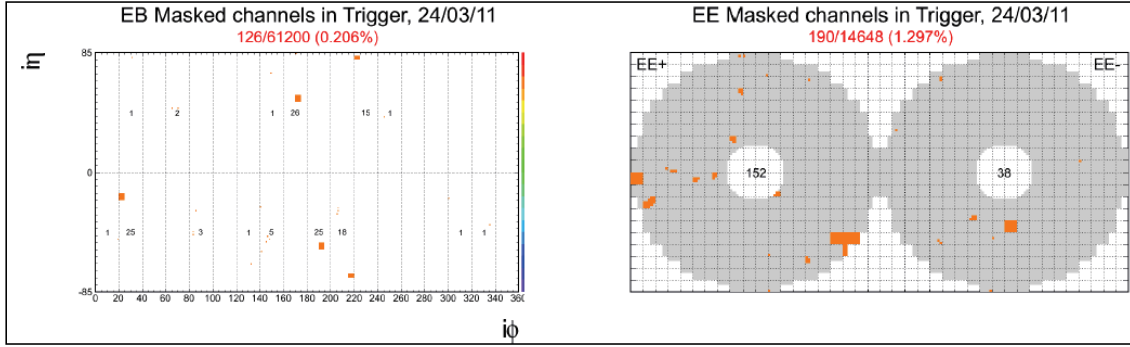 EB Masked channels in Trigger, 24/03/11
126/61200 (0.206%)
iη
85
1 2 1 26 15 1
0
1 25 3 1 5 25 18 1 1
-85
0 20 40 60 80 100 120 140 160 180 200 220 240 260 280 300 320 340 360
iϕ
EE Masked channels in Trigger, 24/03/11
190/14648 (1.297%)
EE+ EE-
152 38